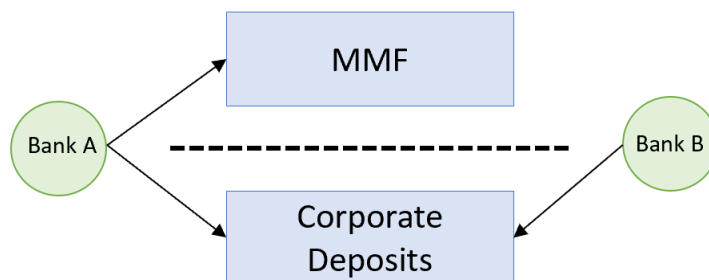 MMF
Bank A
Bank B
Corporate
Deposits